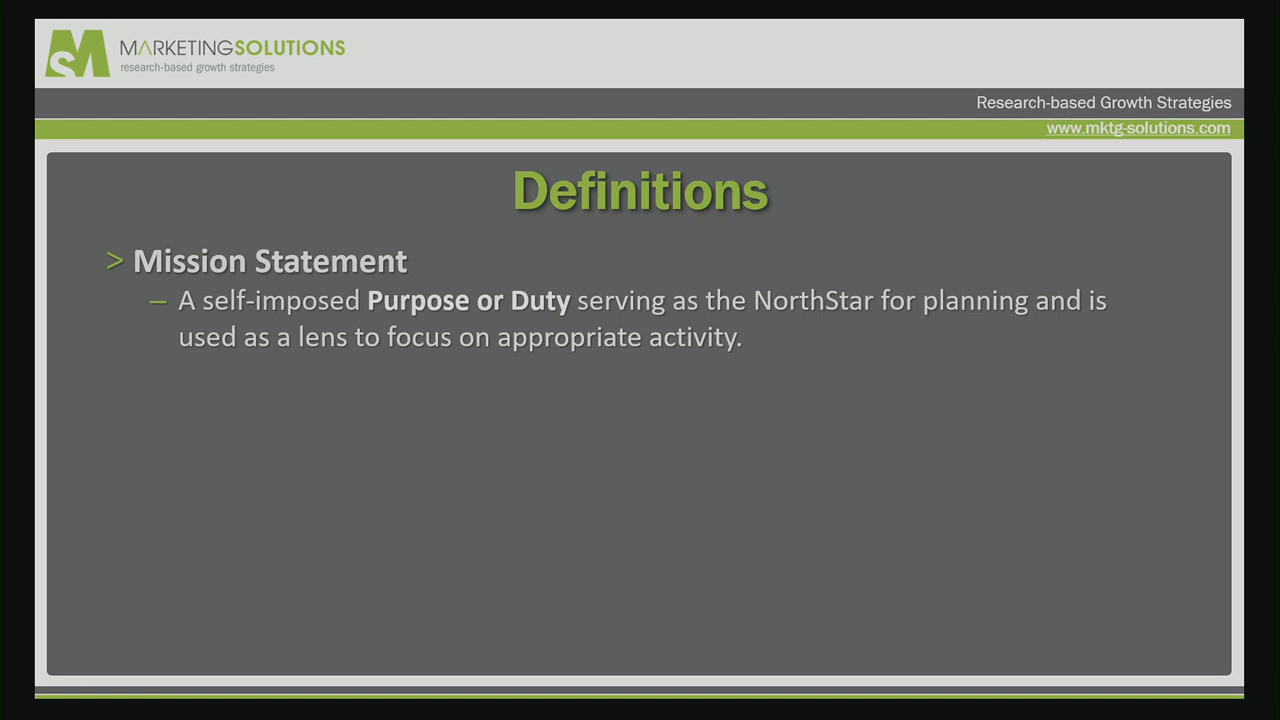 MARKETINGSOLUTIONS
research-based growth strategies
Research-based Growth Strategies
www.mktg-solutions.com
Definitions
> Mission Statement
– A self-imposed Purpose or Duty serving as the NorthStar for planning and is
used as a lens to focus on appropriate activity.